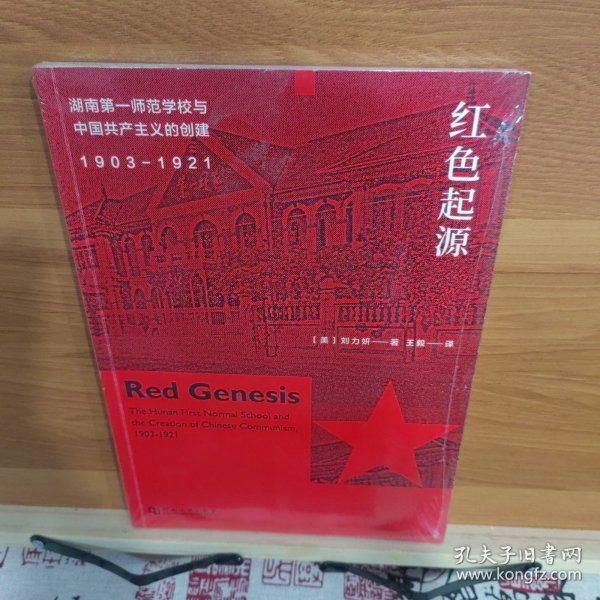 湖南第一师范学校与
中国共产主义的创建
1903-1921
红色起源
[美]刘力妍——著 王毅——译
Red Genesis
The Hunan First Normal School and
the Creation of Chinese Communism,
1903-1921
孔夫子旧书网
www.kongfz.com